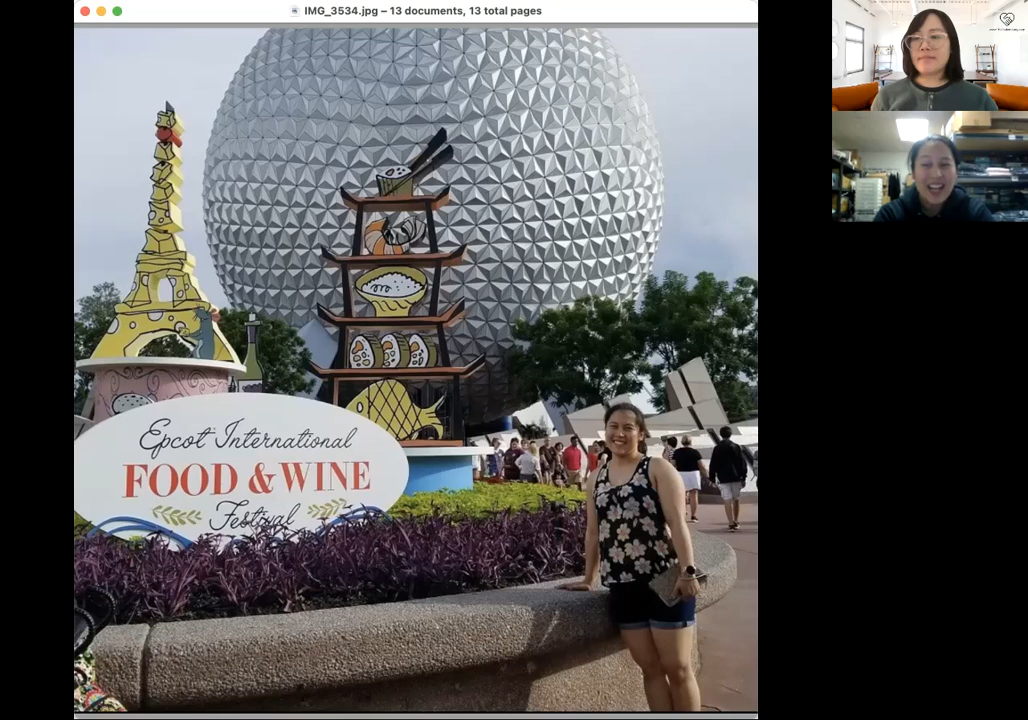 IMG_3534.jpg – 13 documents, 13 total pages
Epcot International
FOOD & WINE
Festival